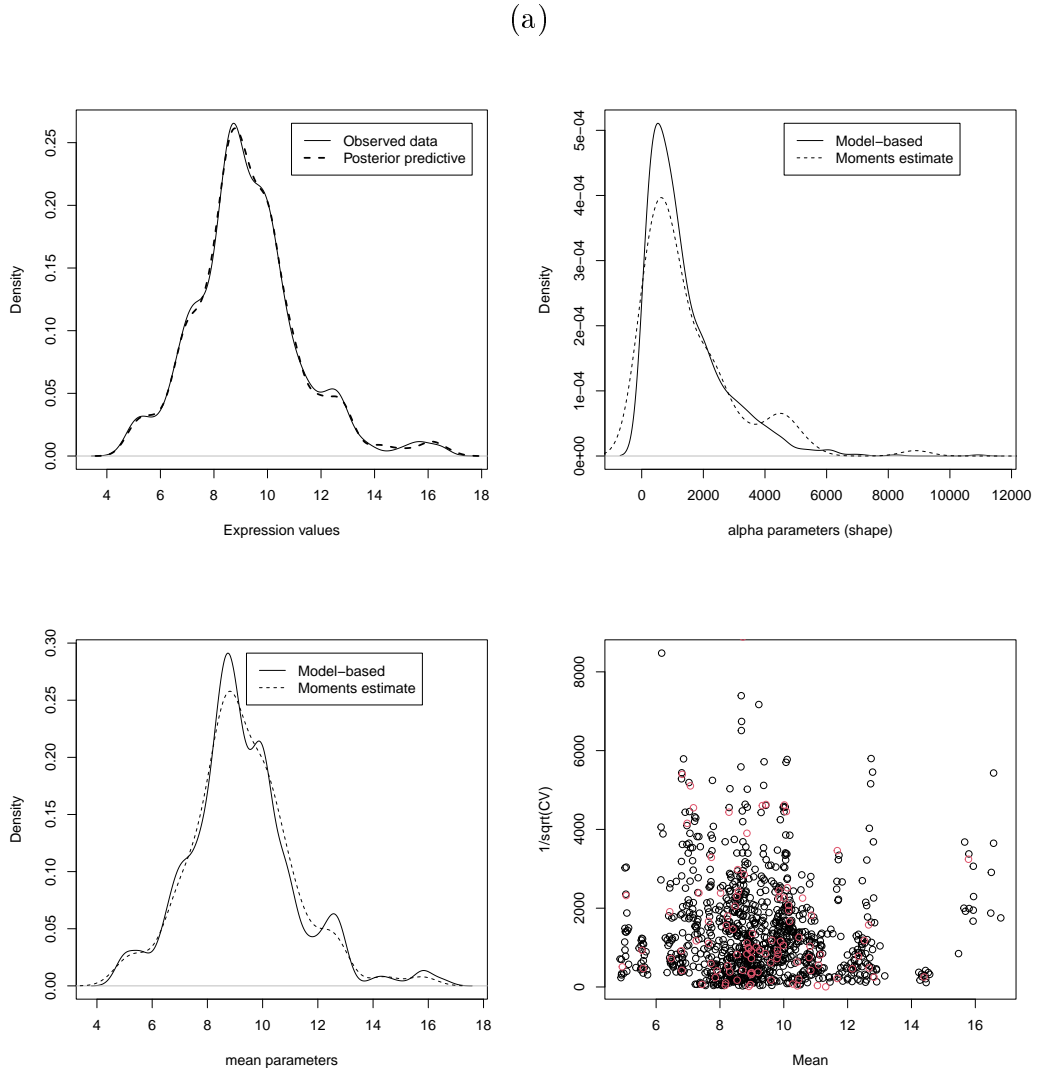 (a)
Observed data
Posterior predictive
Density
0.00
0.05
0.10
0.15
0.20
0.25
4 6 8 10 12 14 16 18
Expression values
Model−based
Moments estimate
Density
0e+00
1e−04
2e−04
3e−04
4e−04
5e−04
0 2000 4000 6000 8000 10000 12000
alpha parameters (shape)
Model−based
Moments estimate
Density
0.00
0.05
0.10
0.15
0.20
0.25
0.30
4 6 8 10 12 14 16 18
mean parameters
1/sqrt(CV)
0
2000
4000
6000
8000
6 8 10 12 14 16
Mean